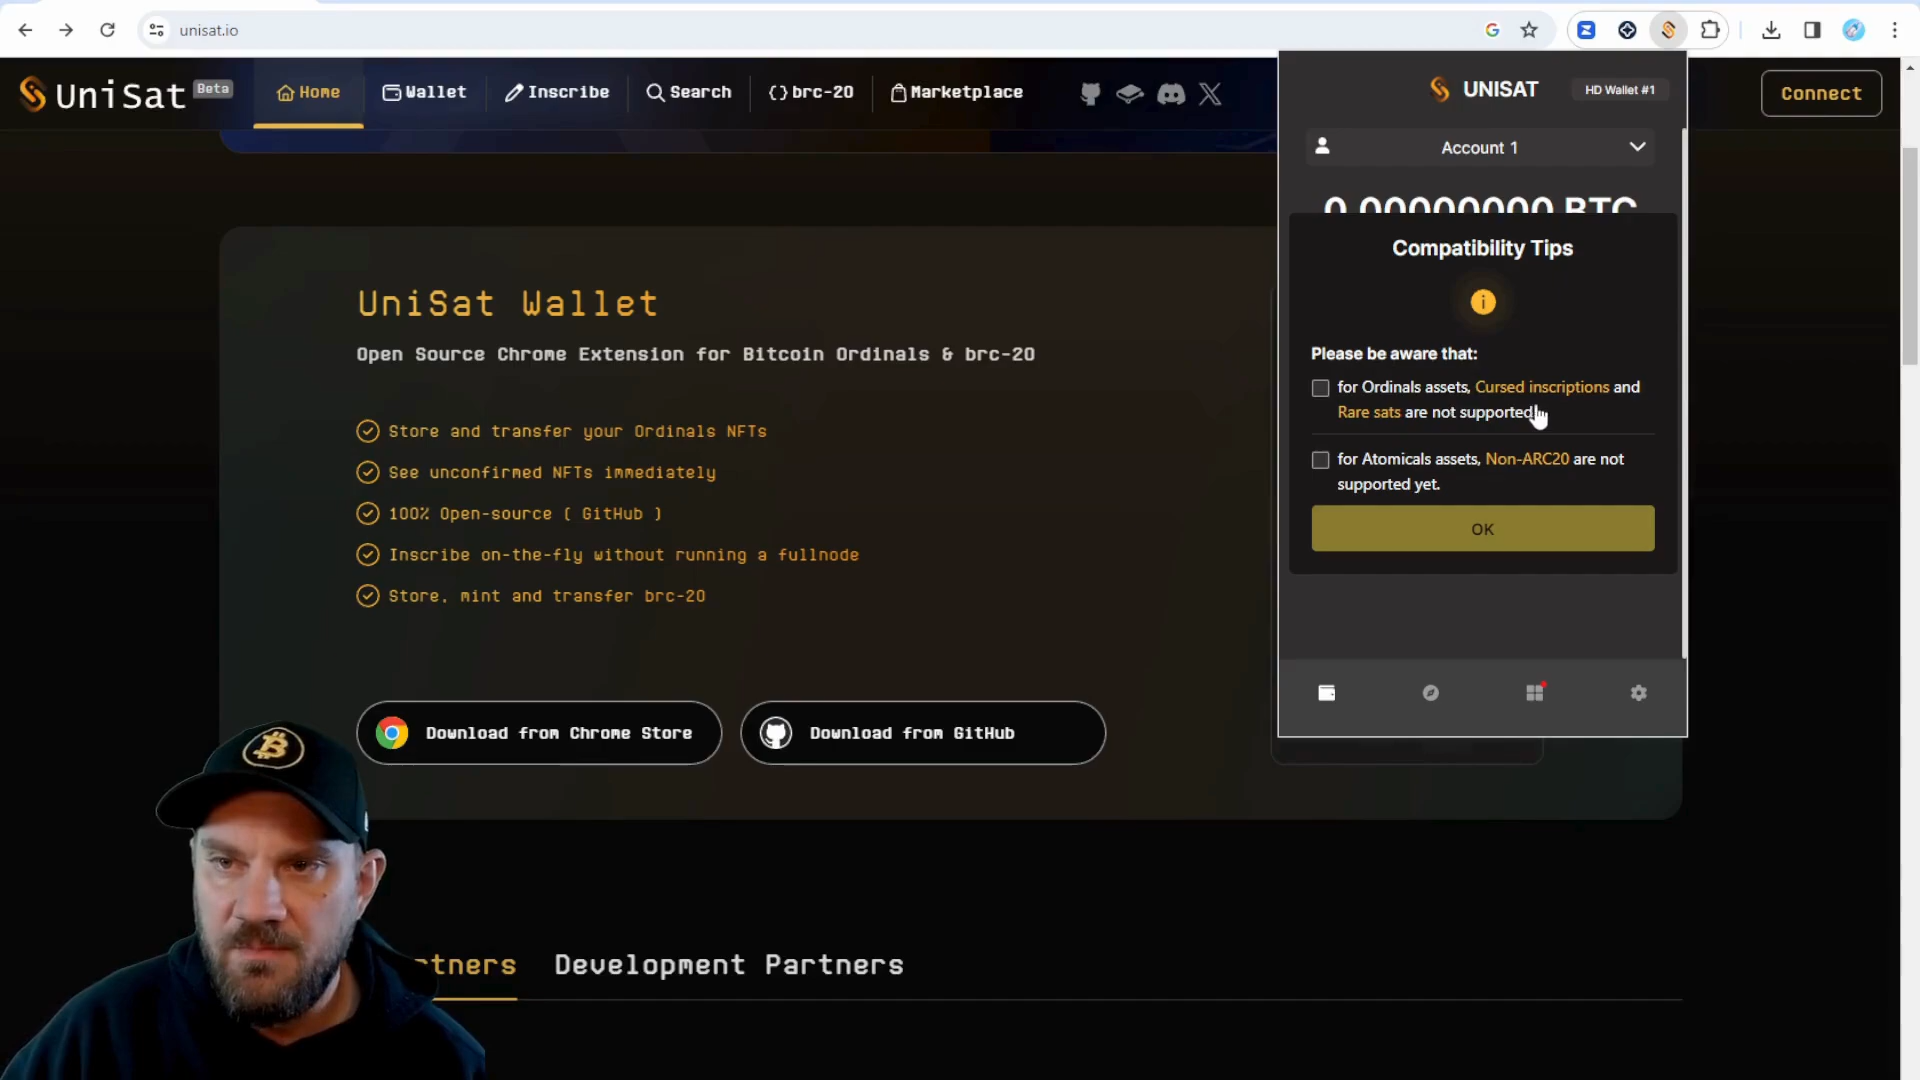 unisat.io
UniSat Beta
Home
Wallet
Inscribe
Search
{} brc-20
Marketplace
Connect
UNISAT
HD Wallet #1
Account 1
0.00000000 BTC
Compatibility Tips
Please be aware that:
for Ordinals assets, Cursed inscriptions and
Rare sats are not supported
for Atomicals assets, Non-ARC20 are not
supported yet.
OK
UniSat Wallet
Open Source Chrome Extension for Bitcoin Ordinals & brc-20
Store and transfer your Ordinals NFTs
See unconfirmed NFTs immediately
100% Open-source ( GitHub )
Inscribe on-the-fly without running a fullnode
Store, mint and transfer brc-20
Download from Chrome Store
Download from GitHub
Development Partners